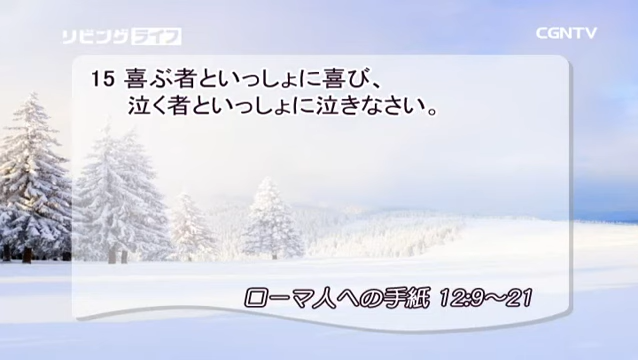 リビングライフ
CGNTV
15 喜ぶ者といっしょに喜び、
泣く者といっしょに泣きなさい。
ローマ人への手紙 12:9〜21